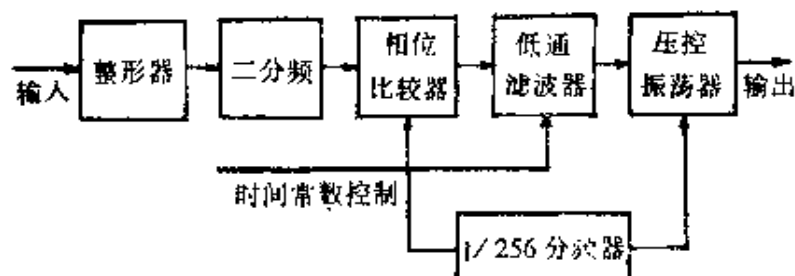 输入
整形器
二分频
相位
比较器
低通
滤波器
压控
振荡器
输出
时间常数控制
1/256分频器